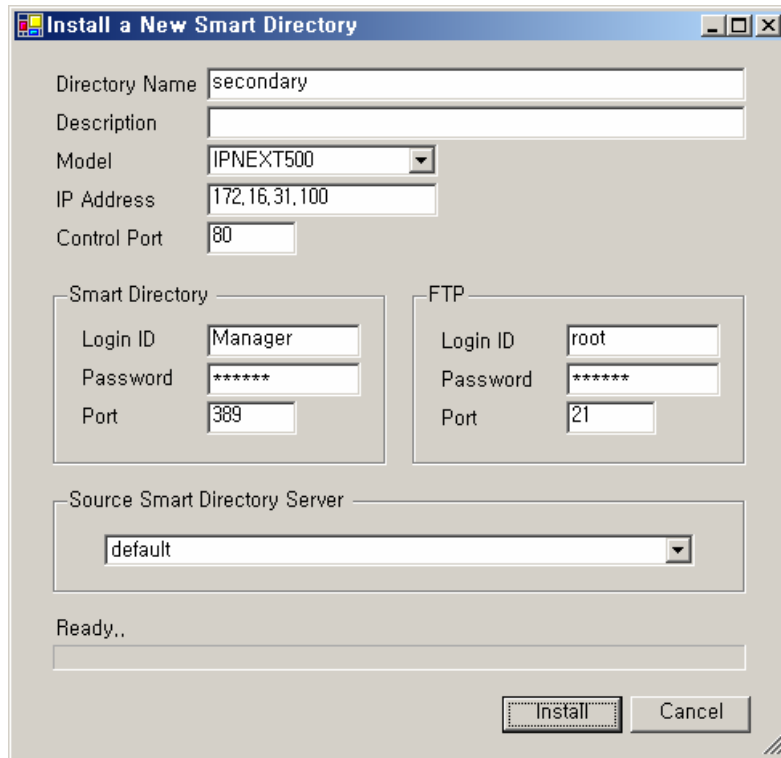 Install a New Smart Directory
Directory Name secondary
Description
Model IPNEXT500
IP Address 172,16,31,100
Control Port 80
Smart Directory
Login ID Manager
Password ******
Port 389
FTP
Login ID root
Password ******
Port 21
Source Smart Directory Server
default
Ready,,
Install Cancel